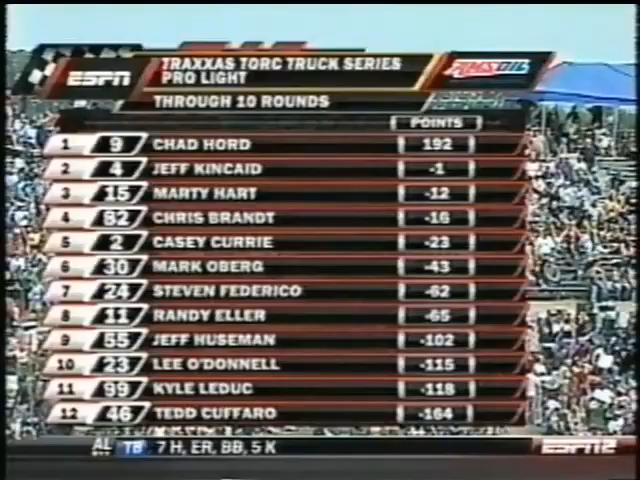 ESPN
TRAXXAS TORC TRUCK SERIES
PRO LIGHT
AMSOIL
THROUGH 10 ROUNDS
POINTS
1 9 CHAD HORD 192
2 4 JEFF KINCAID -1
3 15 MARTY HART -12
4 82 CHRIS BRANDT -16
5 2 CASEY CURRIE -23
6 30 MARK OBERG -43
7 24 STEVEN FEDERICO -62
8 11 RANDY ELLER -65
9 55 JEFF HUSEMAN -102
10 23 LEE O'DONNELL -115
11 99 KYLE LEDUC -118
12 46 TEDD CUFFARO -164
AL TB 7 H, ER, BB, 5 K ESPN2